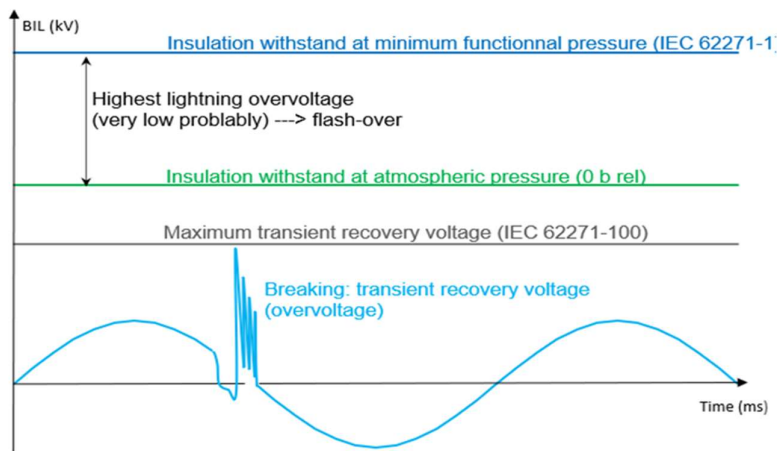 BIL (kV)
Insulation withstand at minimum functionnal pressure (IEC 62271-1)
Highest lightning overvoltage
(very low problably) ---> flash-over
Insulation withstand at atmospheric pressure (0 b rel)
Maximum transient recovery voltage (IEC 62271-100)
Breaking: transient recovery voltage
(overvoltage)
Time (ms)